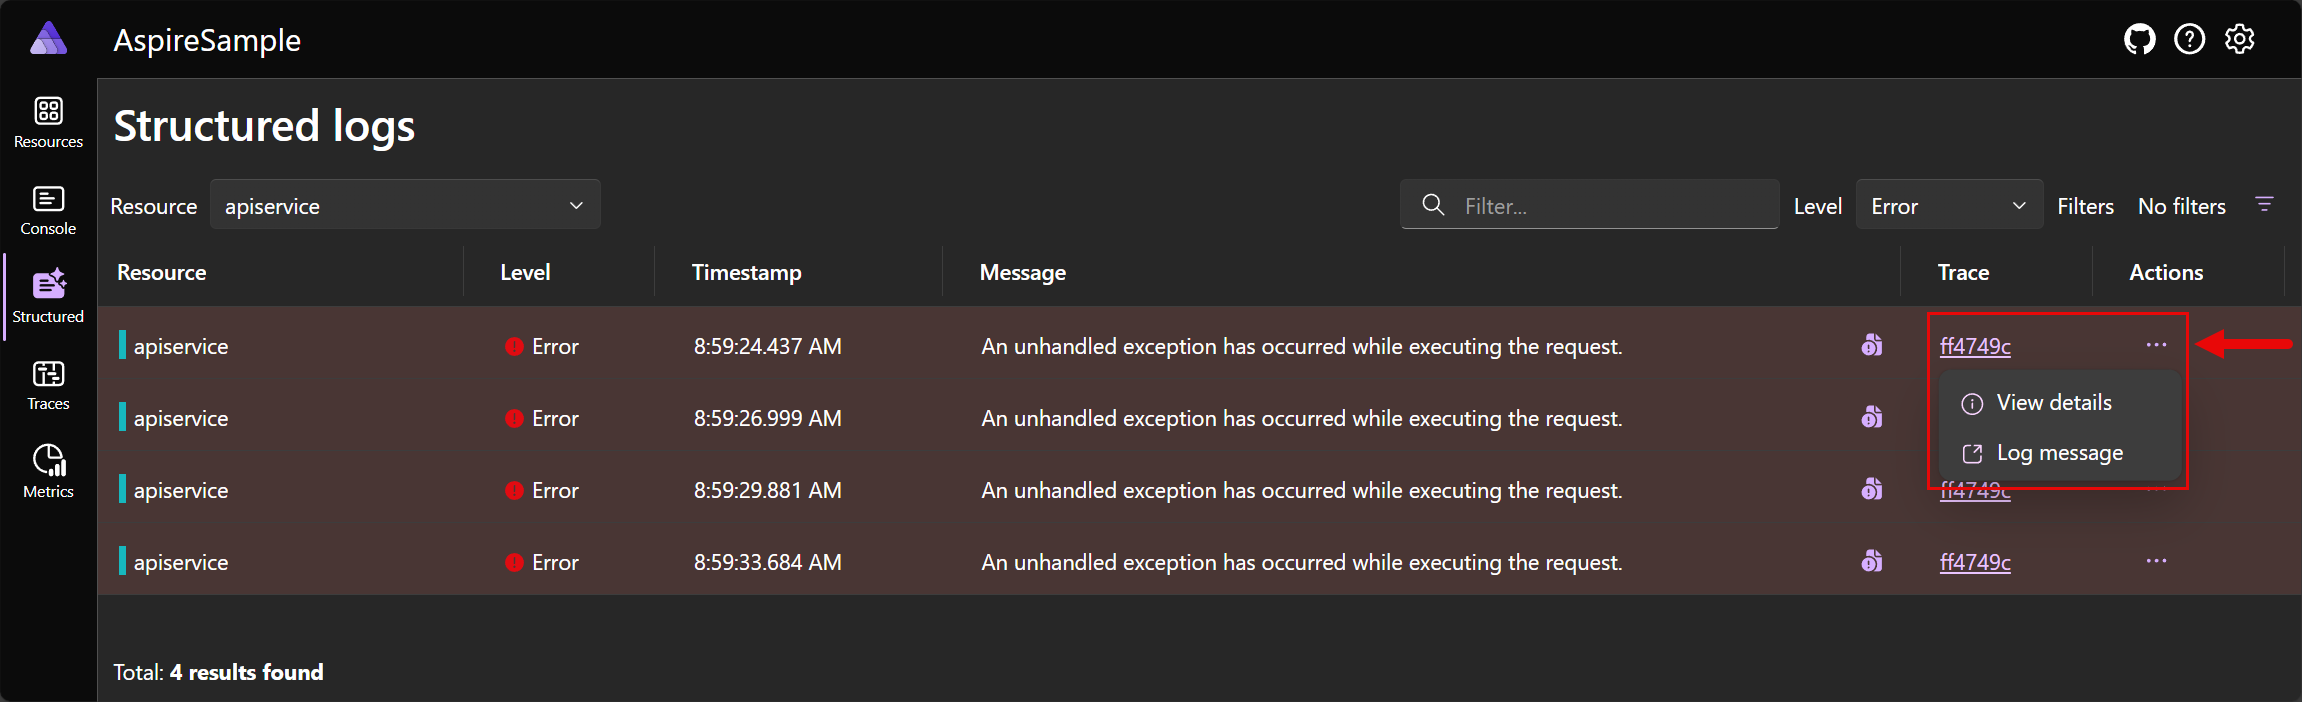 AspireSample
Resources
Console
Structured
Traces
Metrics
Structured logs
Resource apiservice Filter... Level Error Filters No filters
Resource Level Timestamp Message Trace Actions
apiservice Error 8:59:24.437 AM An unhandled exception has occurred while executing the request. ff4749c ...
View details
Log message
apiservice Error 8:59:26.999 AM An unhandled exception has occurred while executing the request.
apiservice Error 8:59:29.881 AM An unhandled exception has occurred while executing the request. ff4749c
apiservice Error 8:59:33.684 AM An unhandled exception has occurred while executing the request. ff4749c ...
Total: 4 results found